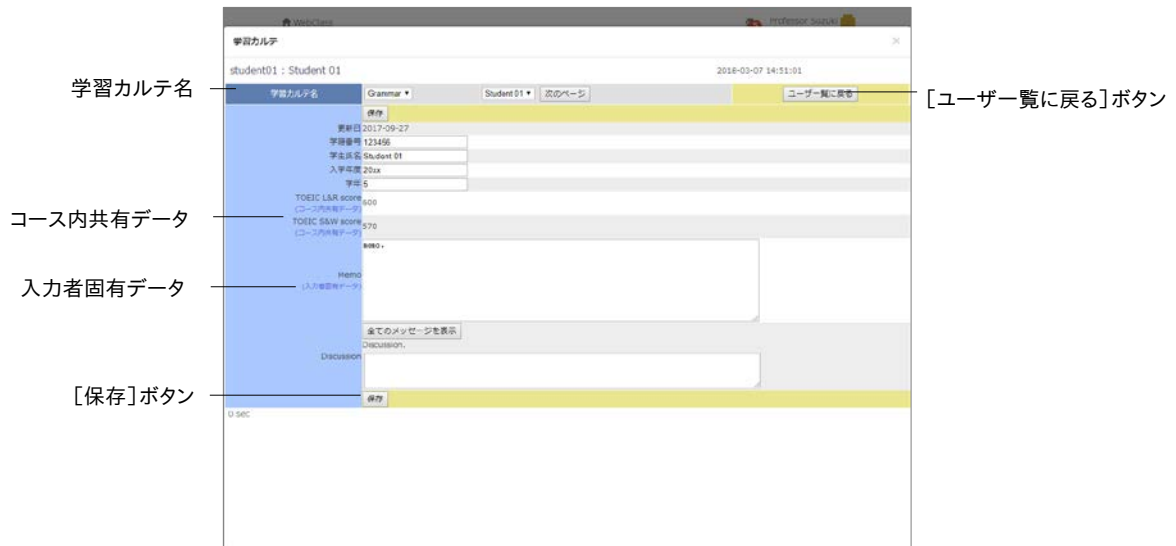 WebClass
Professor Suzuki
学習カルテ
×
student01 : Student 01
2016-03-07 14:51:01
学習カルテ名
学習カルテ名
Grammar
Student 01
次のページ
ユーザ一覧に戻る
［ユーザ一覧に戻る］ボタン
保存
更新日 2017-09-27
学籍番号 123456
学生氏名 Student 01
入学年度 20xx
学年 5
TOEIC L&R score 600
(コース内共有データ)
コース内共有データ
TOEIC S&W score 570
(コース内共有データ)
Memo
(入力者固有データ)
入力者固有データ
全てのメッセージを表示
Discussion.
Discussion
［保存］ボタン
保存
0 sec